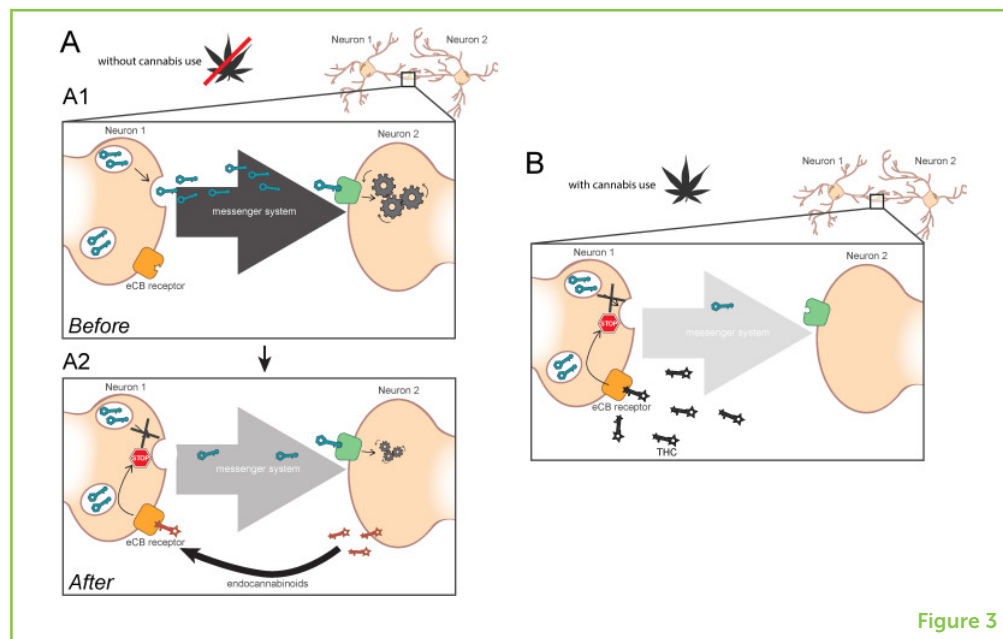 A
without cannabis use
Neuron 1
Neuron 2
A1
Neuron 1
Neuron 2
messenger system
eCB receptor
Before
A2
Neuron 1
Neuron 2
STOP
messenger system
eCB receptor
endocannabinoids
After
B
with cannabis use
Neuron 1
Neuron 2
Neuron 1
Neuron 2
STOP
messenger system
eCB receptor
THC
Figure 3